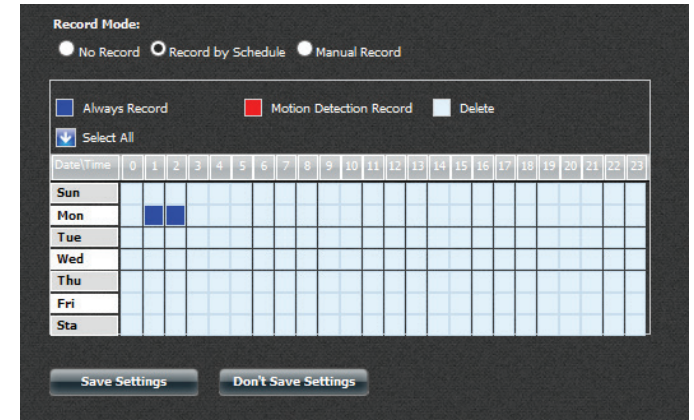 Record Mode:
No Record Record by Schedule Manual Record
Always Record Motion Detection Record Delete
Select All
Date\Time 0 1 2 3 4 5 6 7 8 9 10 11 12 13 14 15 16 17 18 19 20 21 22 23
Sun
Mon
Tue
Wed
Thu
Fri
Sta
Save Settings Don't Save Settings